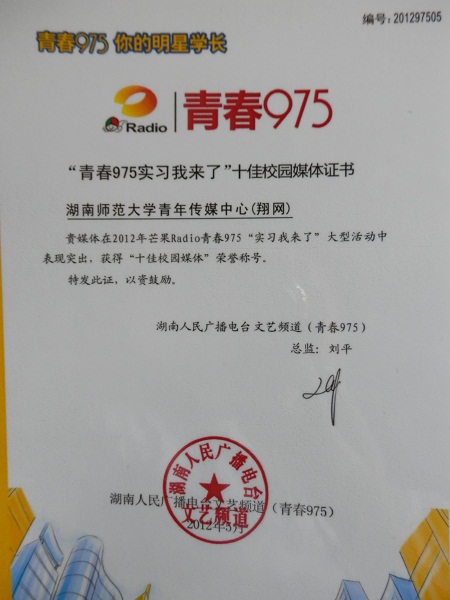 编号：201297505
青春975 你的明星学长
Radio 青春975
“青春975实习我来了”十佳校园媒体证书
湖南师范大学青年传媒中心(翔网)
贵媒体在2012年芒果Radio青春975“实习我来了”大型活动中
表现突出，获得“十佳校园媒体”荣誉称号。
特发此证，以资鼓励。
湖南人民广播电台 文艺频道（青春975）
总监：刘平
湖南人民广播电台
文艺频道
湖南人民广播电台文艺频道（青春975）
2012年5月